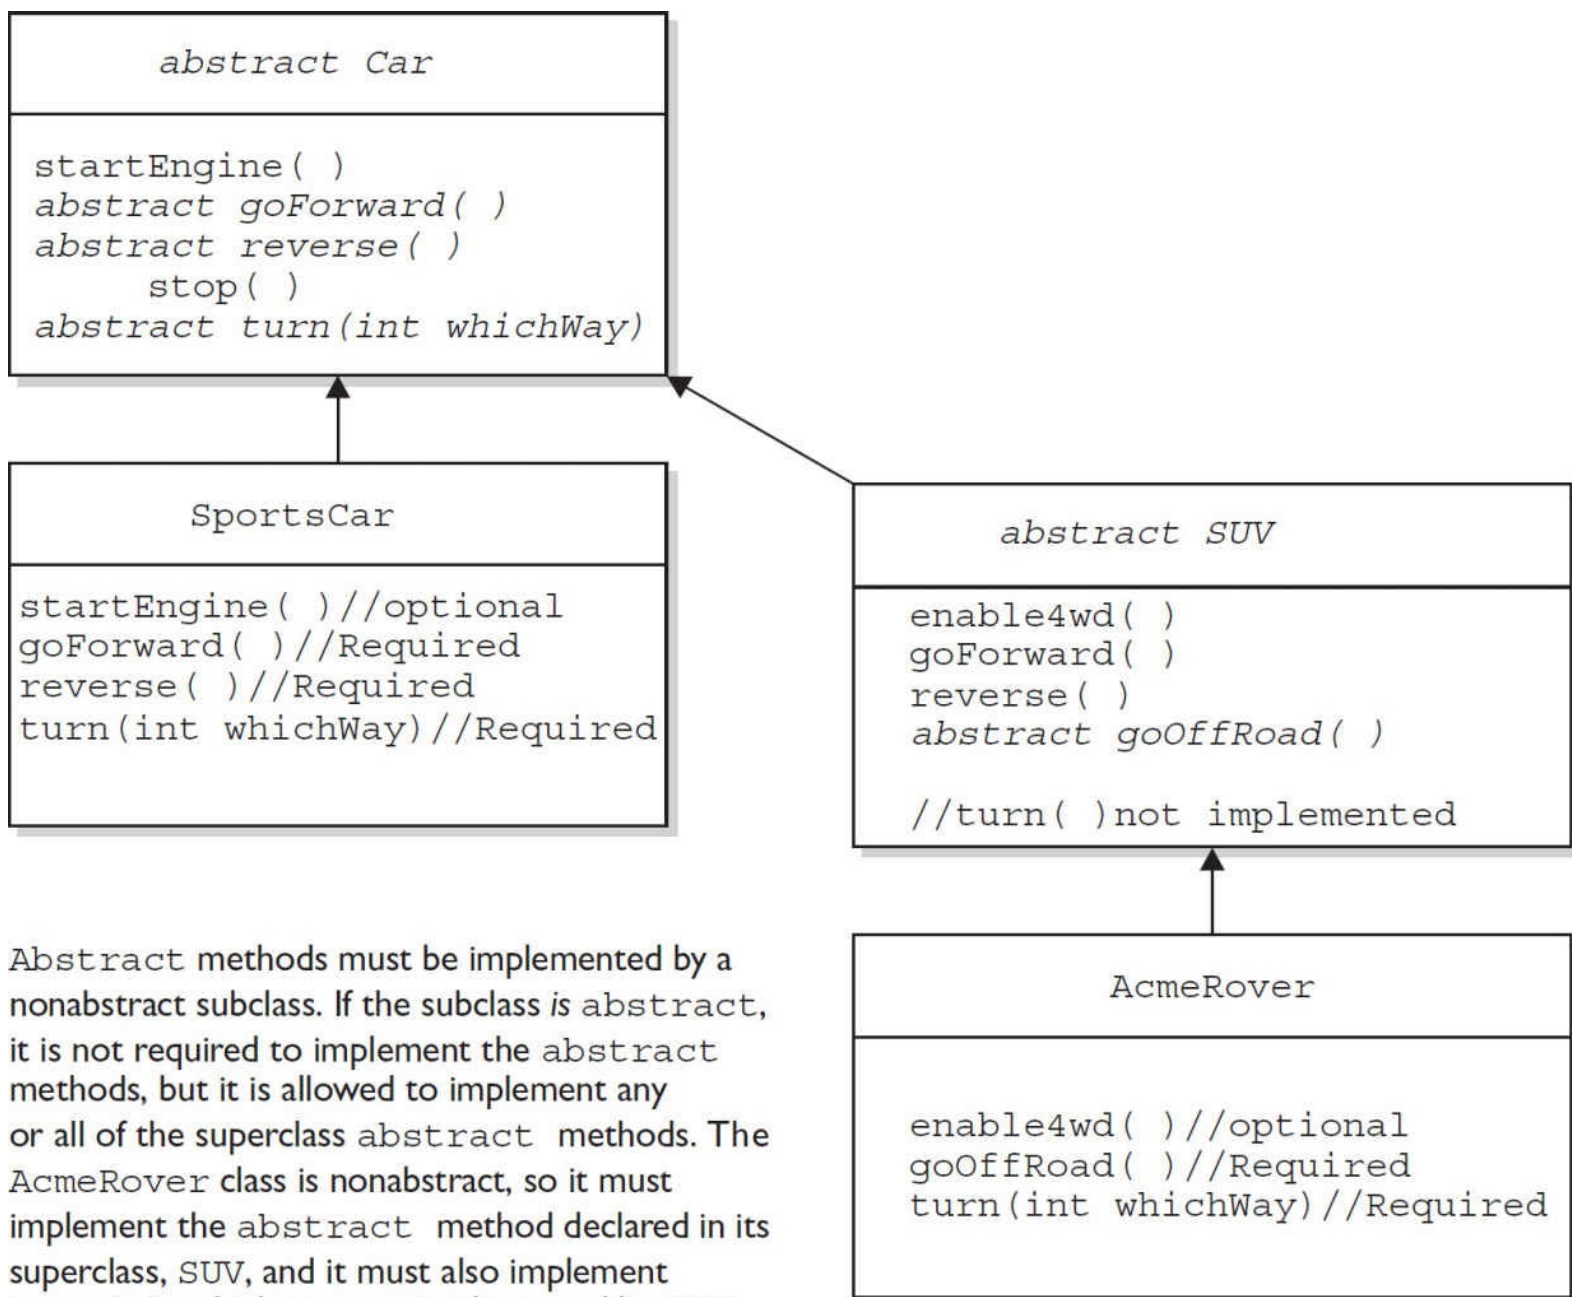 abstract Car
startEngine( )
abstract goForward( )
abstract reverse( )
stop( )
abstract turn(int whichWay)
SportsCar
startEngine( )//optional
goForward( )//Required
reverse( )//Required
turn(int whichWay)//Required
abstract SUV
enable4wd( )
goForward( )
reverse( )
abstract goOffRoad( )
//turn( )not implemented
AcmeRover
enable4wd( )//optional
goOffRoad( )//Required
turn(int whichWay)//Required
Abstract methods must be implemented by a
nonabstract subclass. If the subclass is abstract,
it is not required to implement the abstract
methods, but it is allowed to implement any
or all of the superclass abstract methods. The
AcmeRover class is nonabstract, so it must
implement the abstract method declared in its
superclass, SUV, and it must also implement